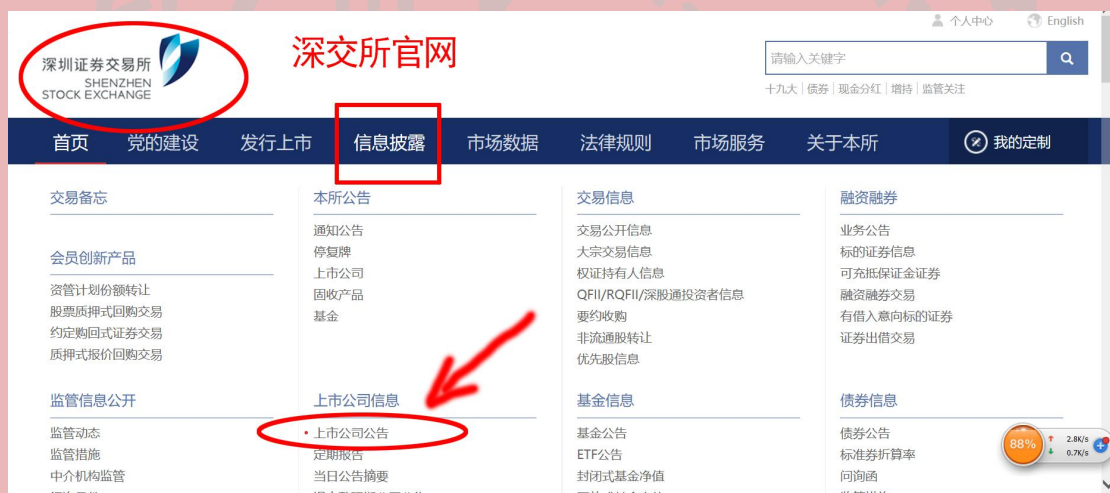 个人中心 English
深圳证券交易所
SHENZHEN
STOCK EXCHANGE
深交所官网
请输入关键字
十九大 | 债券 | 现金分红 | 增持 | 监管关注
首页 党的建设 发行上市 信息披露 市场数据 法律规则 市场服务 关于本所 我的定制
交易备忘
会员创新产品
资管计划份额转让
股票质押式回购交易
约定购回式证券交易
质押式报价回购交易
本所公告
通知公告
停复牌
上市公司
固收产品
基金
交易信息
交易公开信息
大宗交易信息
权证持有人信息
QFII/RQFII/深股通投资者信息
要约收购
非流通股转让
优先股信息
融资融券
业务公告
标的证券信息
可充抵保证金证券
融资融券交易
有借入意向标的证券
证券出借交易
监管信息公开
监管动态
监管措施
中介机构监管
上市公司信息
上市公司公告
定期报告
当日公告摘要
基金信息
基金公告
ETF公告
封闭式基金净值
债券信息
债券公告
标准券折算率
问询函
88%
2.8K/s
0.7K/s